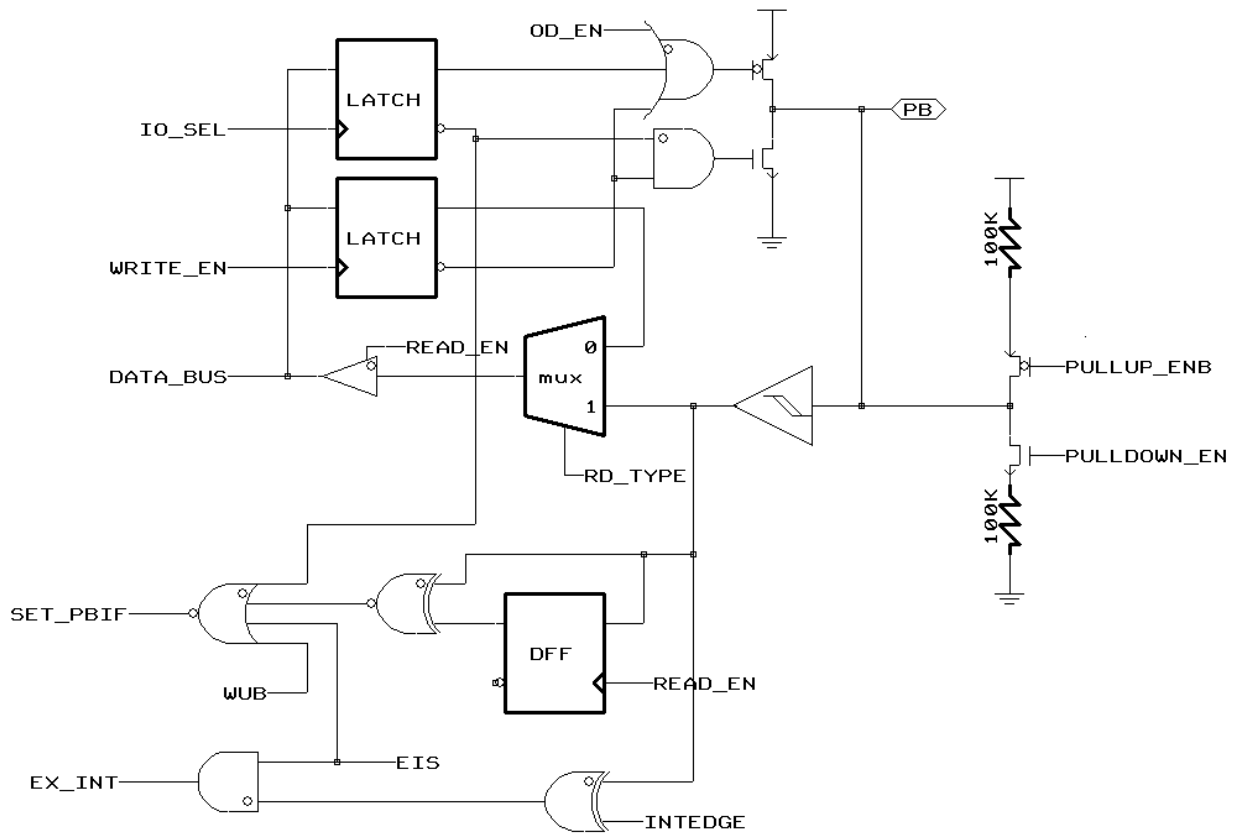 OD_EN
LATCH
PB
IO_SEL
100K
LATCH
WRITE_EN
READ_EN
0
DATA_BUS
mux
PULLUP_ENB
1
PULLDOWN_EN
RD_TYPE
100K
SET_PBIF
DFF
WUB
READ_EN
EIS
EX_INT
INTEDGE